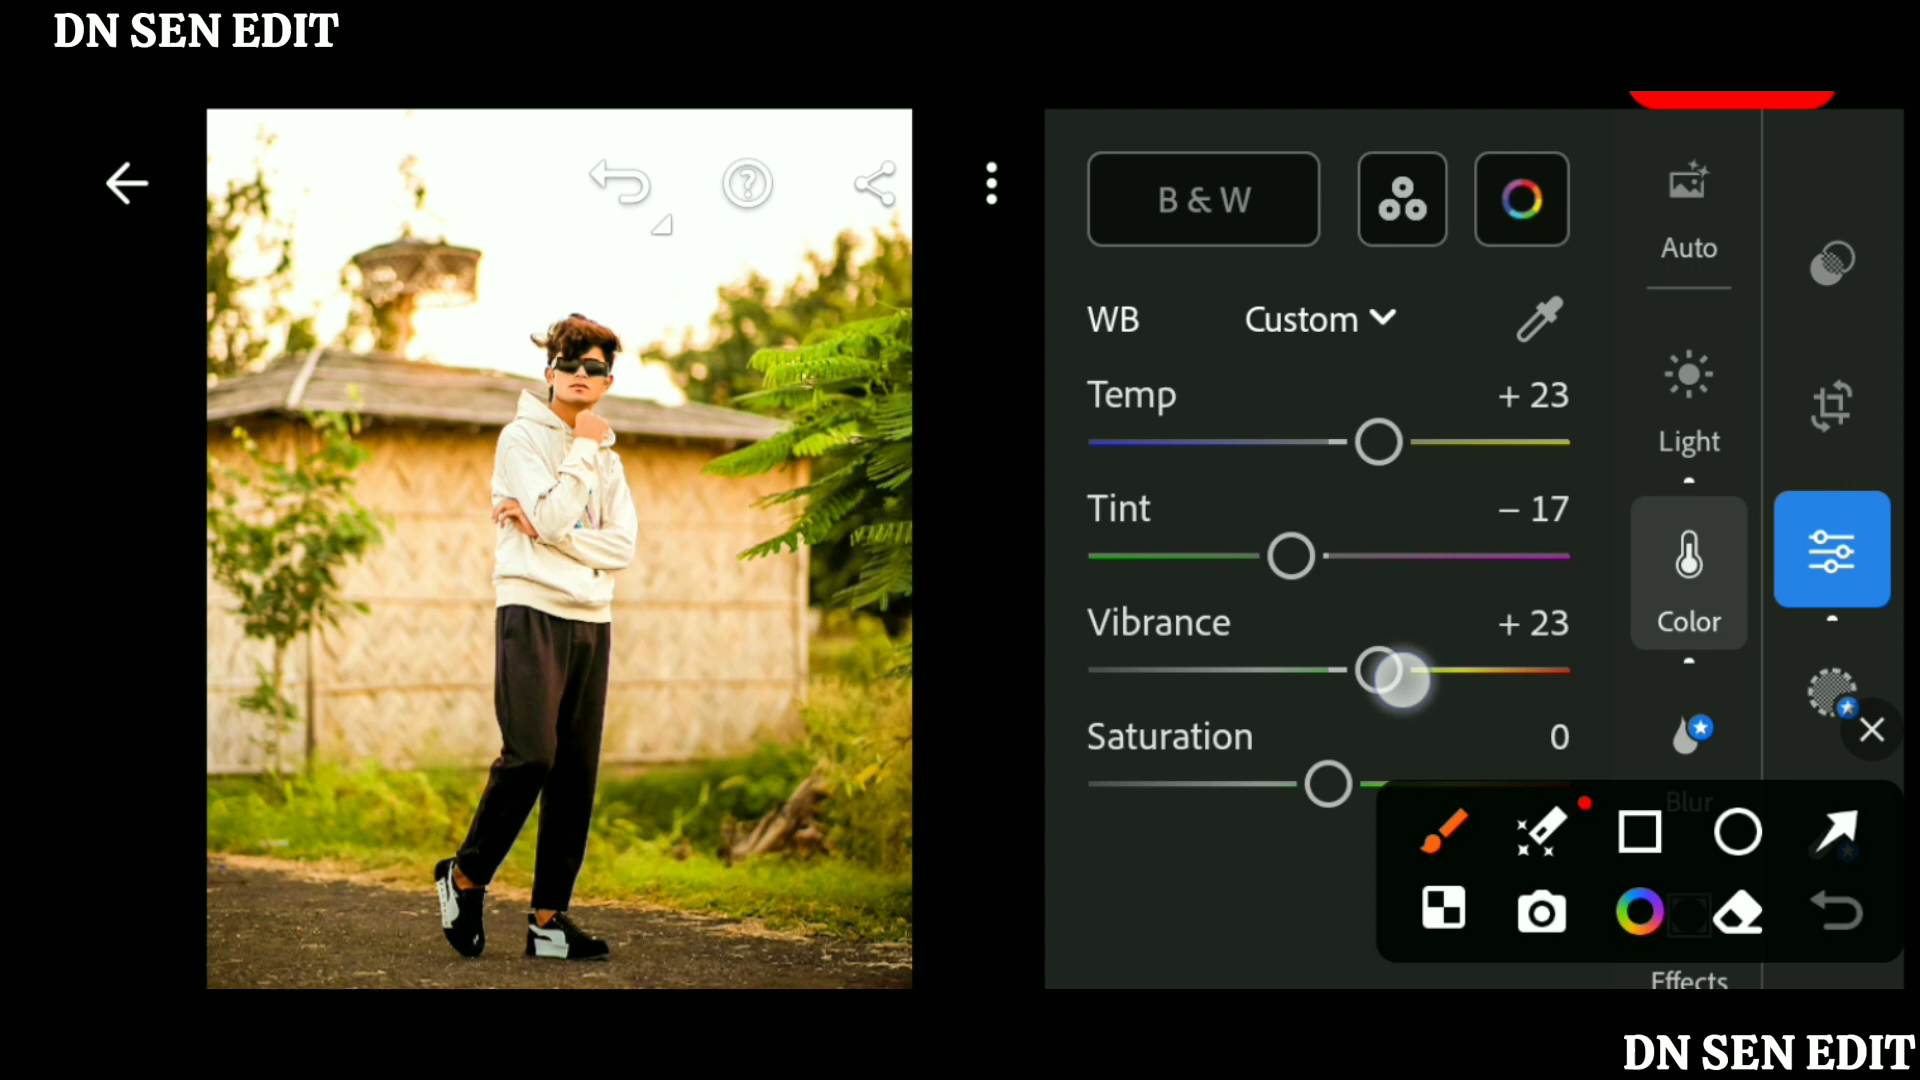 DN SEN EDIT
B & W
Auto
WB Custom
Temp + 23
Light
Tint – 17
Vibrance + 23
Color
Saturation 0
Blur
Effects
DN SEN EDIT